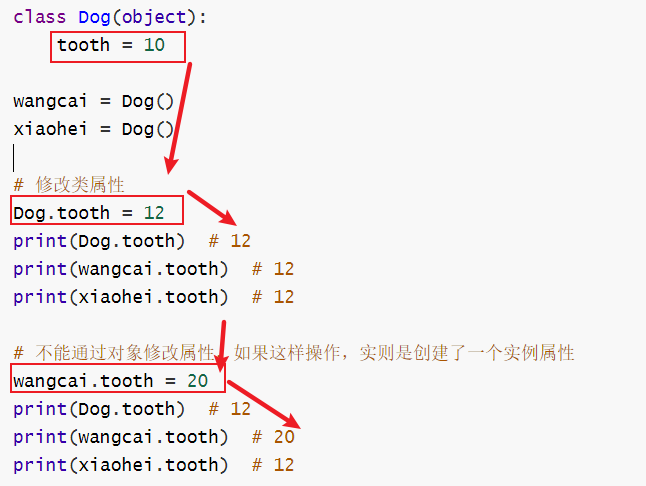 class Dog(object):
    tooth = 10
wangcai = Dog()
xiaohei = Dog()
# 修改类属性
Dog.tooth = 12
print(Dog.tooth)  # 12
print(wangcai.tooth)  # 12
print(xiaohei.tooth)  # 12
# 不能通过对象修改属性，如果这样操作，实则是创建了一个实例属性
wangcai.tooth = 20
print(Dog.tooth)  # 12
print(wangcai.tooth)  # 20
print(xiaohei.tooth)  # 12